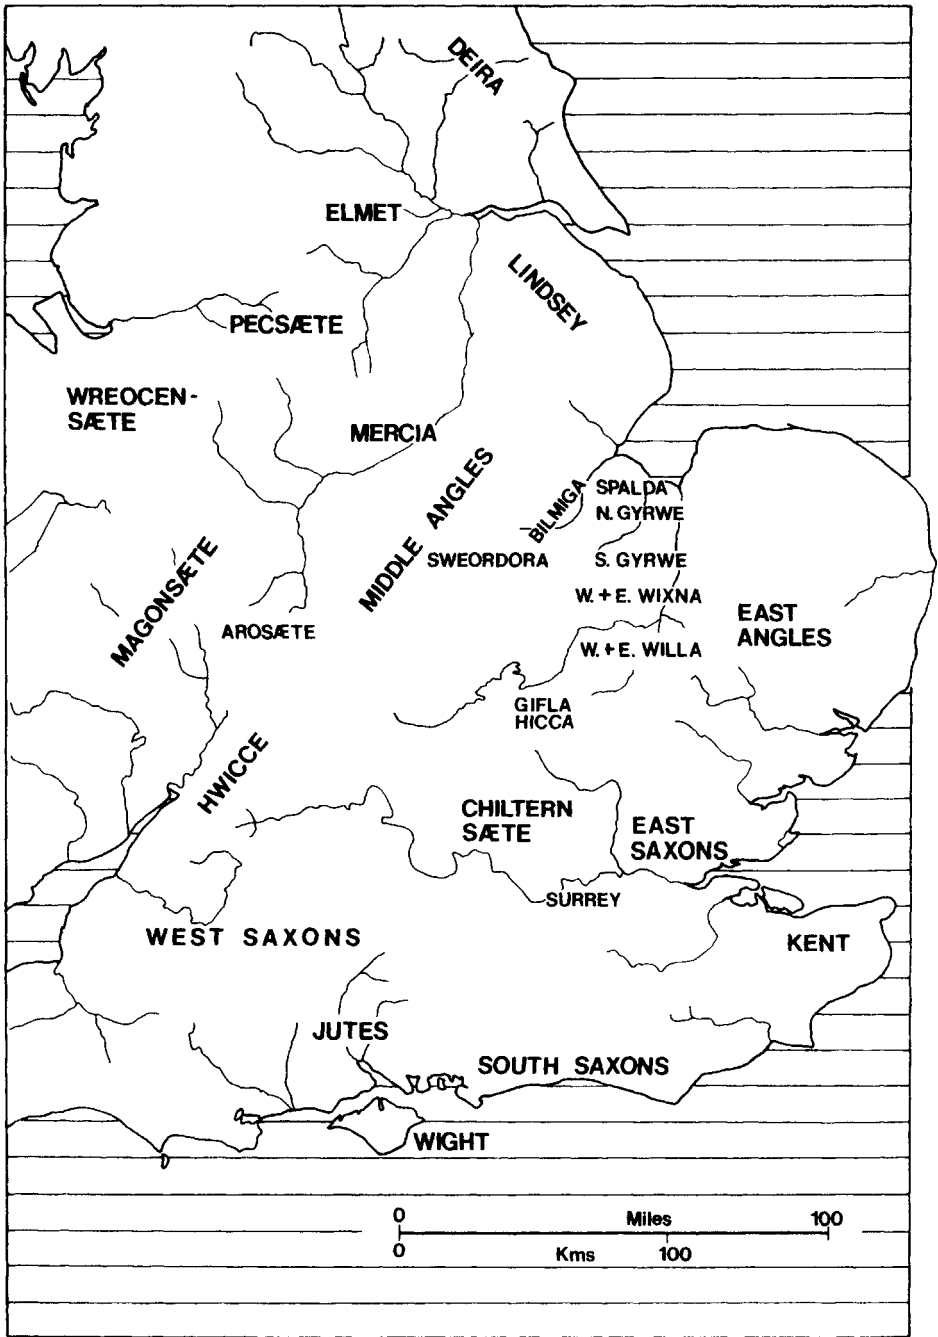 DEIRA
ELMET
LINDSEY
PECSÆTE
WREOCEN-
SÆTE
MERCIA
MIDDLE ANGLES
BILMIGA
SPALDA
N. GYRWE
SWEORDORA
S. GYRWE
MAGONSÆTE
W. + E. WIXNA
AROSÆTE
EAST
ANGLES
W. + E. WILLA
GIFLA
HICCA
HWICCE
CHILTERN
SÆTE
EAST
SAXONS
SURREY
WEST SAXONS
KENT
JUTES
SOUTH SAXONS
WIGHT
0 Miles 100
0 Kms 100